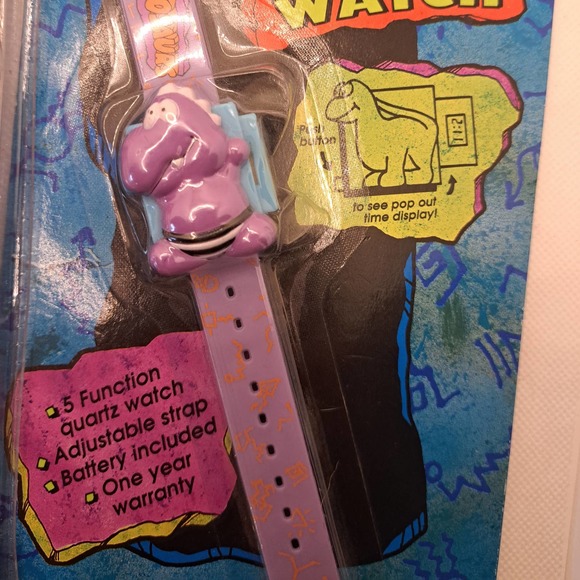 WATCH
Push
button
to see pop out
time display!
5 Function
quartz watch
Adjustable strap
Battery included
One year
warranty